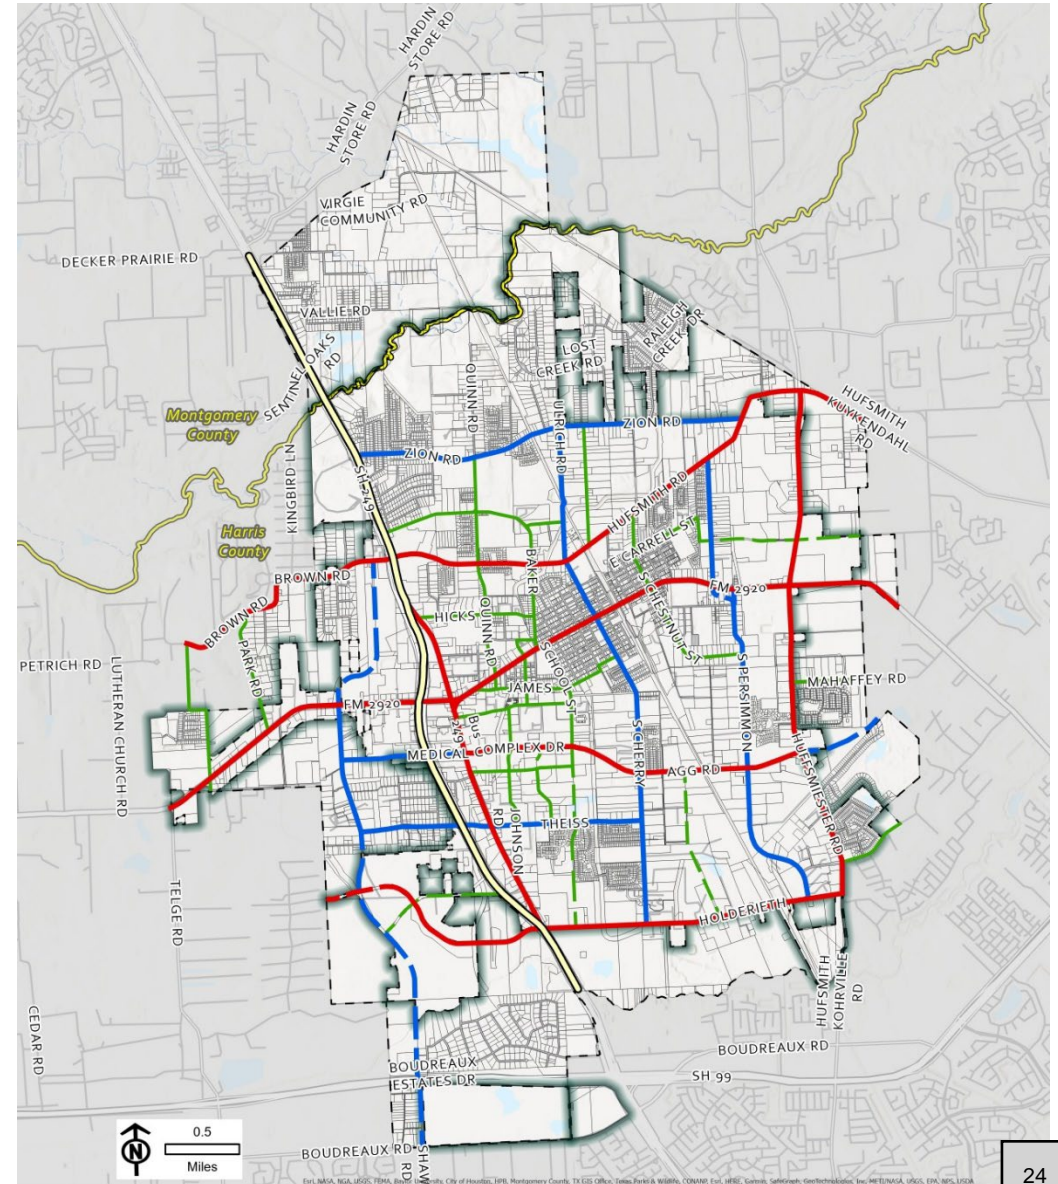 HARDIN
STORE RD
HARDIN
STORE RD
VIRGIE
COMMUNITY RD
DECKER PRAIRIE RD
VALLIE RD
SENTINEL OAKS
RD
RALEIGH
CREEK DR
LOST
CREEK RD
QUINN RD
ULRICH RD
HUFSMITH
KUYKENDAHL
RD
Montgomery
County
ZION RD
ZION RD
KINGBIRD LN
SH 249
HUFSMITH RD
Harris
County
E CARRELL ST
BAKER
BROWN RD
BROWN RD
HICKS
QUINN RD
S CHESTNUT ST
FM 2920
PETRICH RD
LUTHERAN CHURCH RD
PARK RD
SCHOOL ST
JAMES
S PERSIMMON
MAHAFFEY RD
FM 2920
BUS
249
MEDICAL COMPLEX DR
S CHERRY
AGG RD
HUFFSMIESTER RD
JOHNSON
RD
THEISS
TELGE RD
HOLDERIETH
HUFSMITH
KOHRVILLE
RD
CEDAR RD
BOUDREAUX RD
BOUDREAUX
ESTATES DR
SH 99
BOUDREAUX RD
SHAW
RD
N
0.5
Miles
24